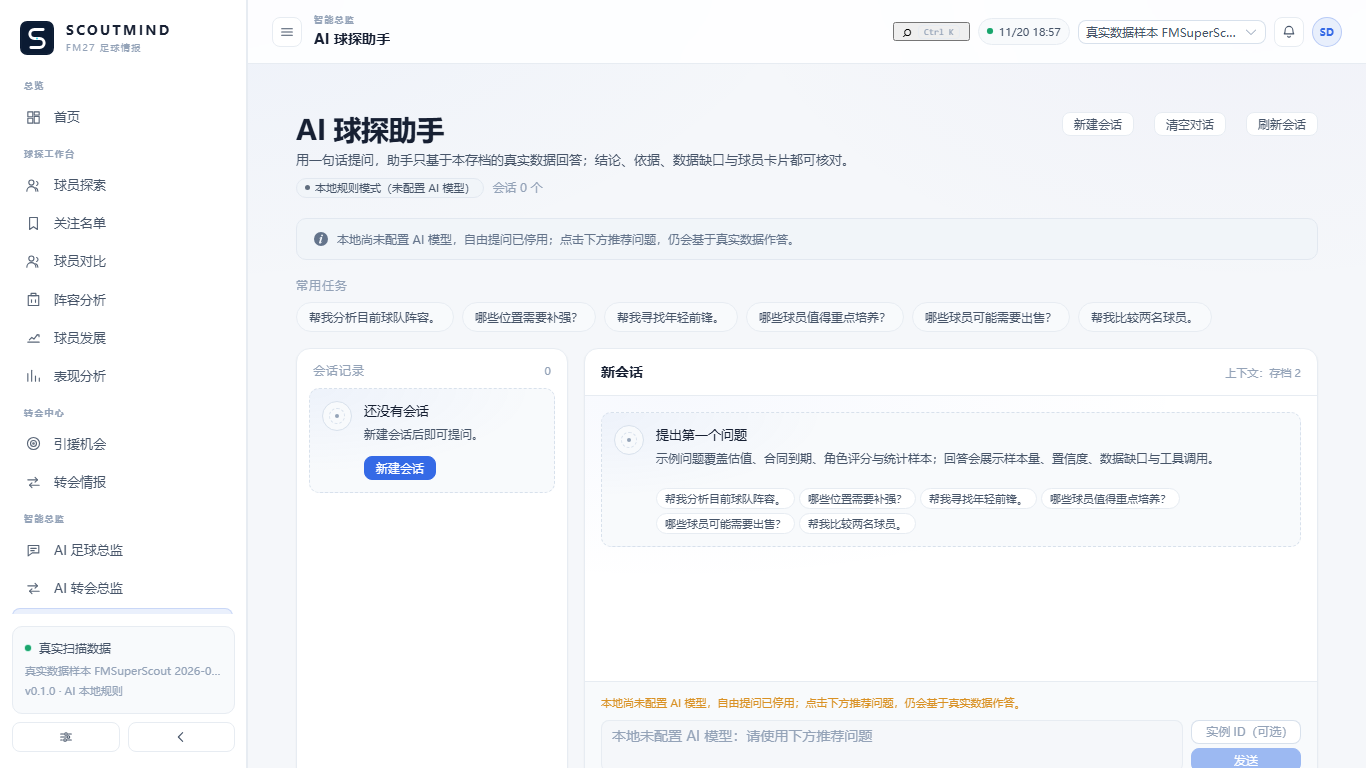 SCOUTMIND
FM27 足球情报
总览
首页
球探工作台
球员探索
关注名单
球员对比
阵容分析
球员发展
表现分析
转会中心
引援机会
转会情报
智能总监
AI 足球总监
AI 转会总监
真实扫描数据
真实数据样本 FMSuperScout 2026-0...
v0.1.0 · AI 本地规则
智能总监
AI 球探助手
Ctrl K
11/20 18:57
真实数据样本 FMSuperSc...
SD
AI 球探助手
新建会话
清空对话
刷新会话
用一句话提问，助手只基于本存档的真实数据回答；结论、依据、数据缺口与球员卡片都可核对。
本地规则模式（未配置 AI 模型）
会话 0 个
本地尚未配置 AI 模型，自由提问已停用；点击下方推荐问题，仍会基于真实数据作答。
常用任务
帮我分析目前球队阵容。
哪些位置需要补强？
帮我寻找年轻前锋。
哪些球员值得重点培养？
哪些球员可能需要出售？
帮我比较两名球员。
会话记录
0
还没有会话
新建会话后即可提问。
新建会话
新会话
上下文：存档 2
提出第一个问题
示例问题覆盖估值、合同到期、角色评分与统计样本；回答会展示样本量、置信度、数据缺口与工具调用。
帮我分析目前球队阵容。
哪些位置需要补强？
帮我寻找年轻前锋。
哪些球员值得重点培养？
哪些球员可能需要出售？
帮我比较两名球员。
本地尚未配置 AI 模型，自由提问已停用；点击下方推荐问题，仍会基于真实数据作答。
本地未配置 AI 模型：请使用下方推荐问题
实例 ID（可选）
发送